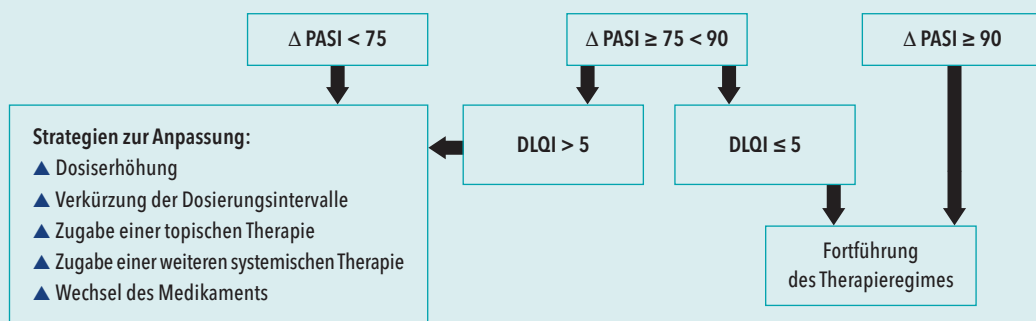 Δ PASI < 75
Δ PASI ≥ 75 < 90
Δ PASI ≥ 90
Strategien zur Anpassung:
▲ Dosiserhöhung
▲ Verkürzung der Dosierungsintervalle
▲ Zugabe einer topischen Therapie
▲ Zugabe einer weiteren systemischen Therapie
▲ Wechsel des Medikaments
DLQI > 5
DLQI ≤ 5
Fortführung
des Therapieregimes